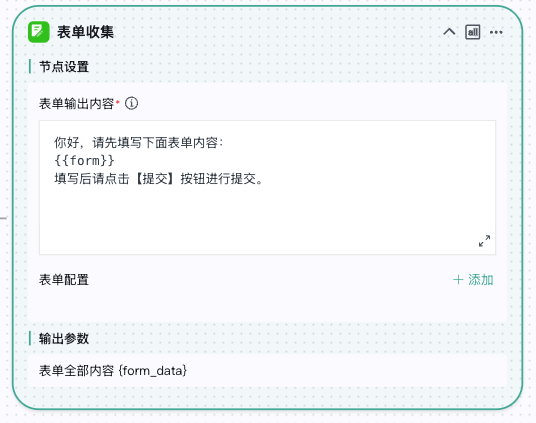 表单收集
all
节点设置
表单输出内容*
你好，请先填写下面表单内容：
{{form}}
填写后请点击【提交】按钮进行提交。
表单配置
+ 添加
输出参数
表单全部内容 {form_data}